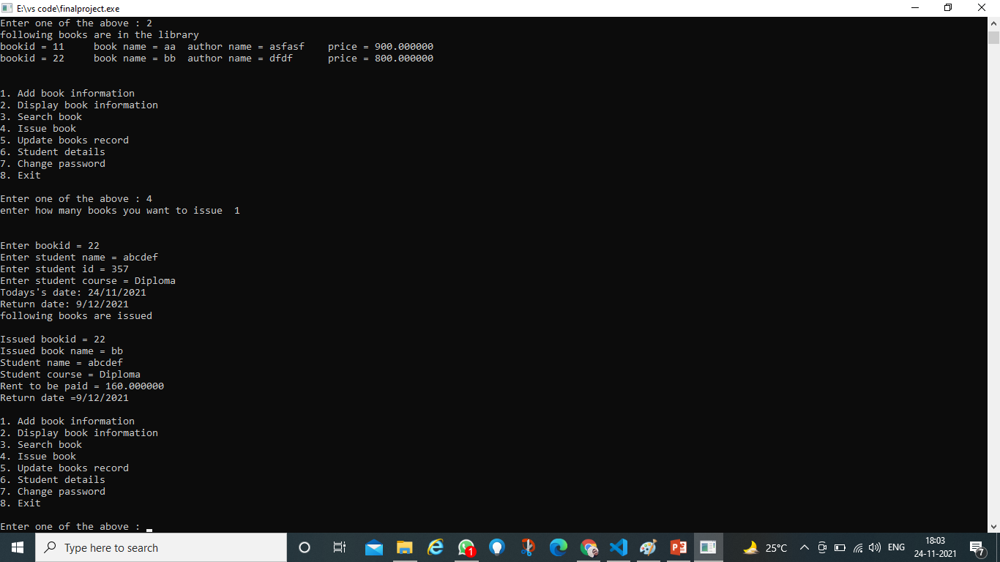 E:\vs code\finalproject.exe
Enter one of the above : 2
following books are in the library
bookid = 11     book name = aa  author name = asfasf    price = 900.000000
bookid = 22     book name = bb  author name = dfdf      price = 800.000000
1. Add book information
2. Display book information
3. Search book
4. Issue book
5. Update books record
6. Student details
7. Change password
8. Exit
Enter one of the above : 4
enter how many books you want to issue  1
Enter bookid = 22
Enter student name = abcdef
Enter student id = 357
Enter student course = Diploma
Todays's date: 24/11/2021
Return date: 9/12/2021
following books are issued
Issued bookid = 22
Issued book name = bb
Student name = abcdef
Student course = Diploma
Rent to be paid = 160.000000
Return date =9/12/2021
1. Add book information
2. Display book information
3. Search book
4. Issue book
5. Update books record
6. Student details
7. Change password
8. Exit
Enter one of the above :
Type here to search
1
25°C
ENG
18:03
24-11-2021
7